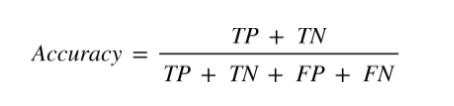 Accuracy = TP + TN / TP + TN + FP + FN